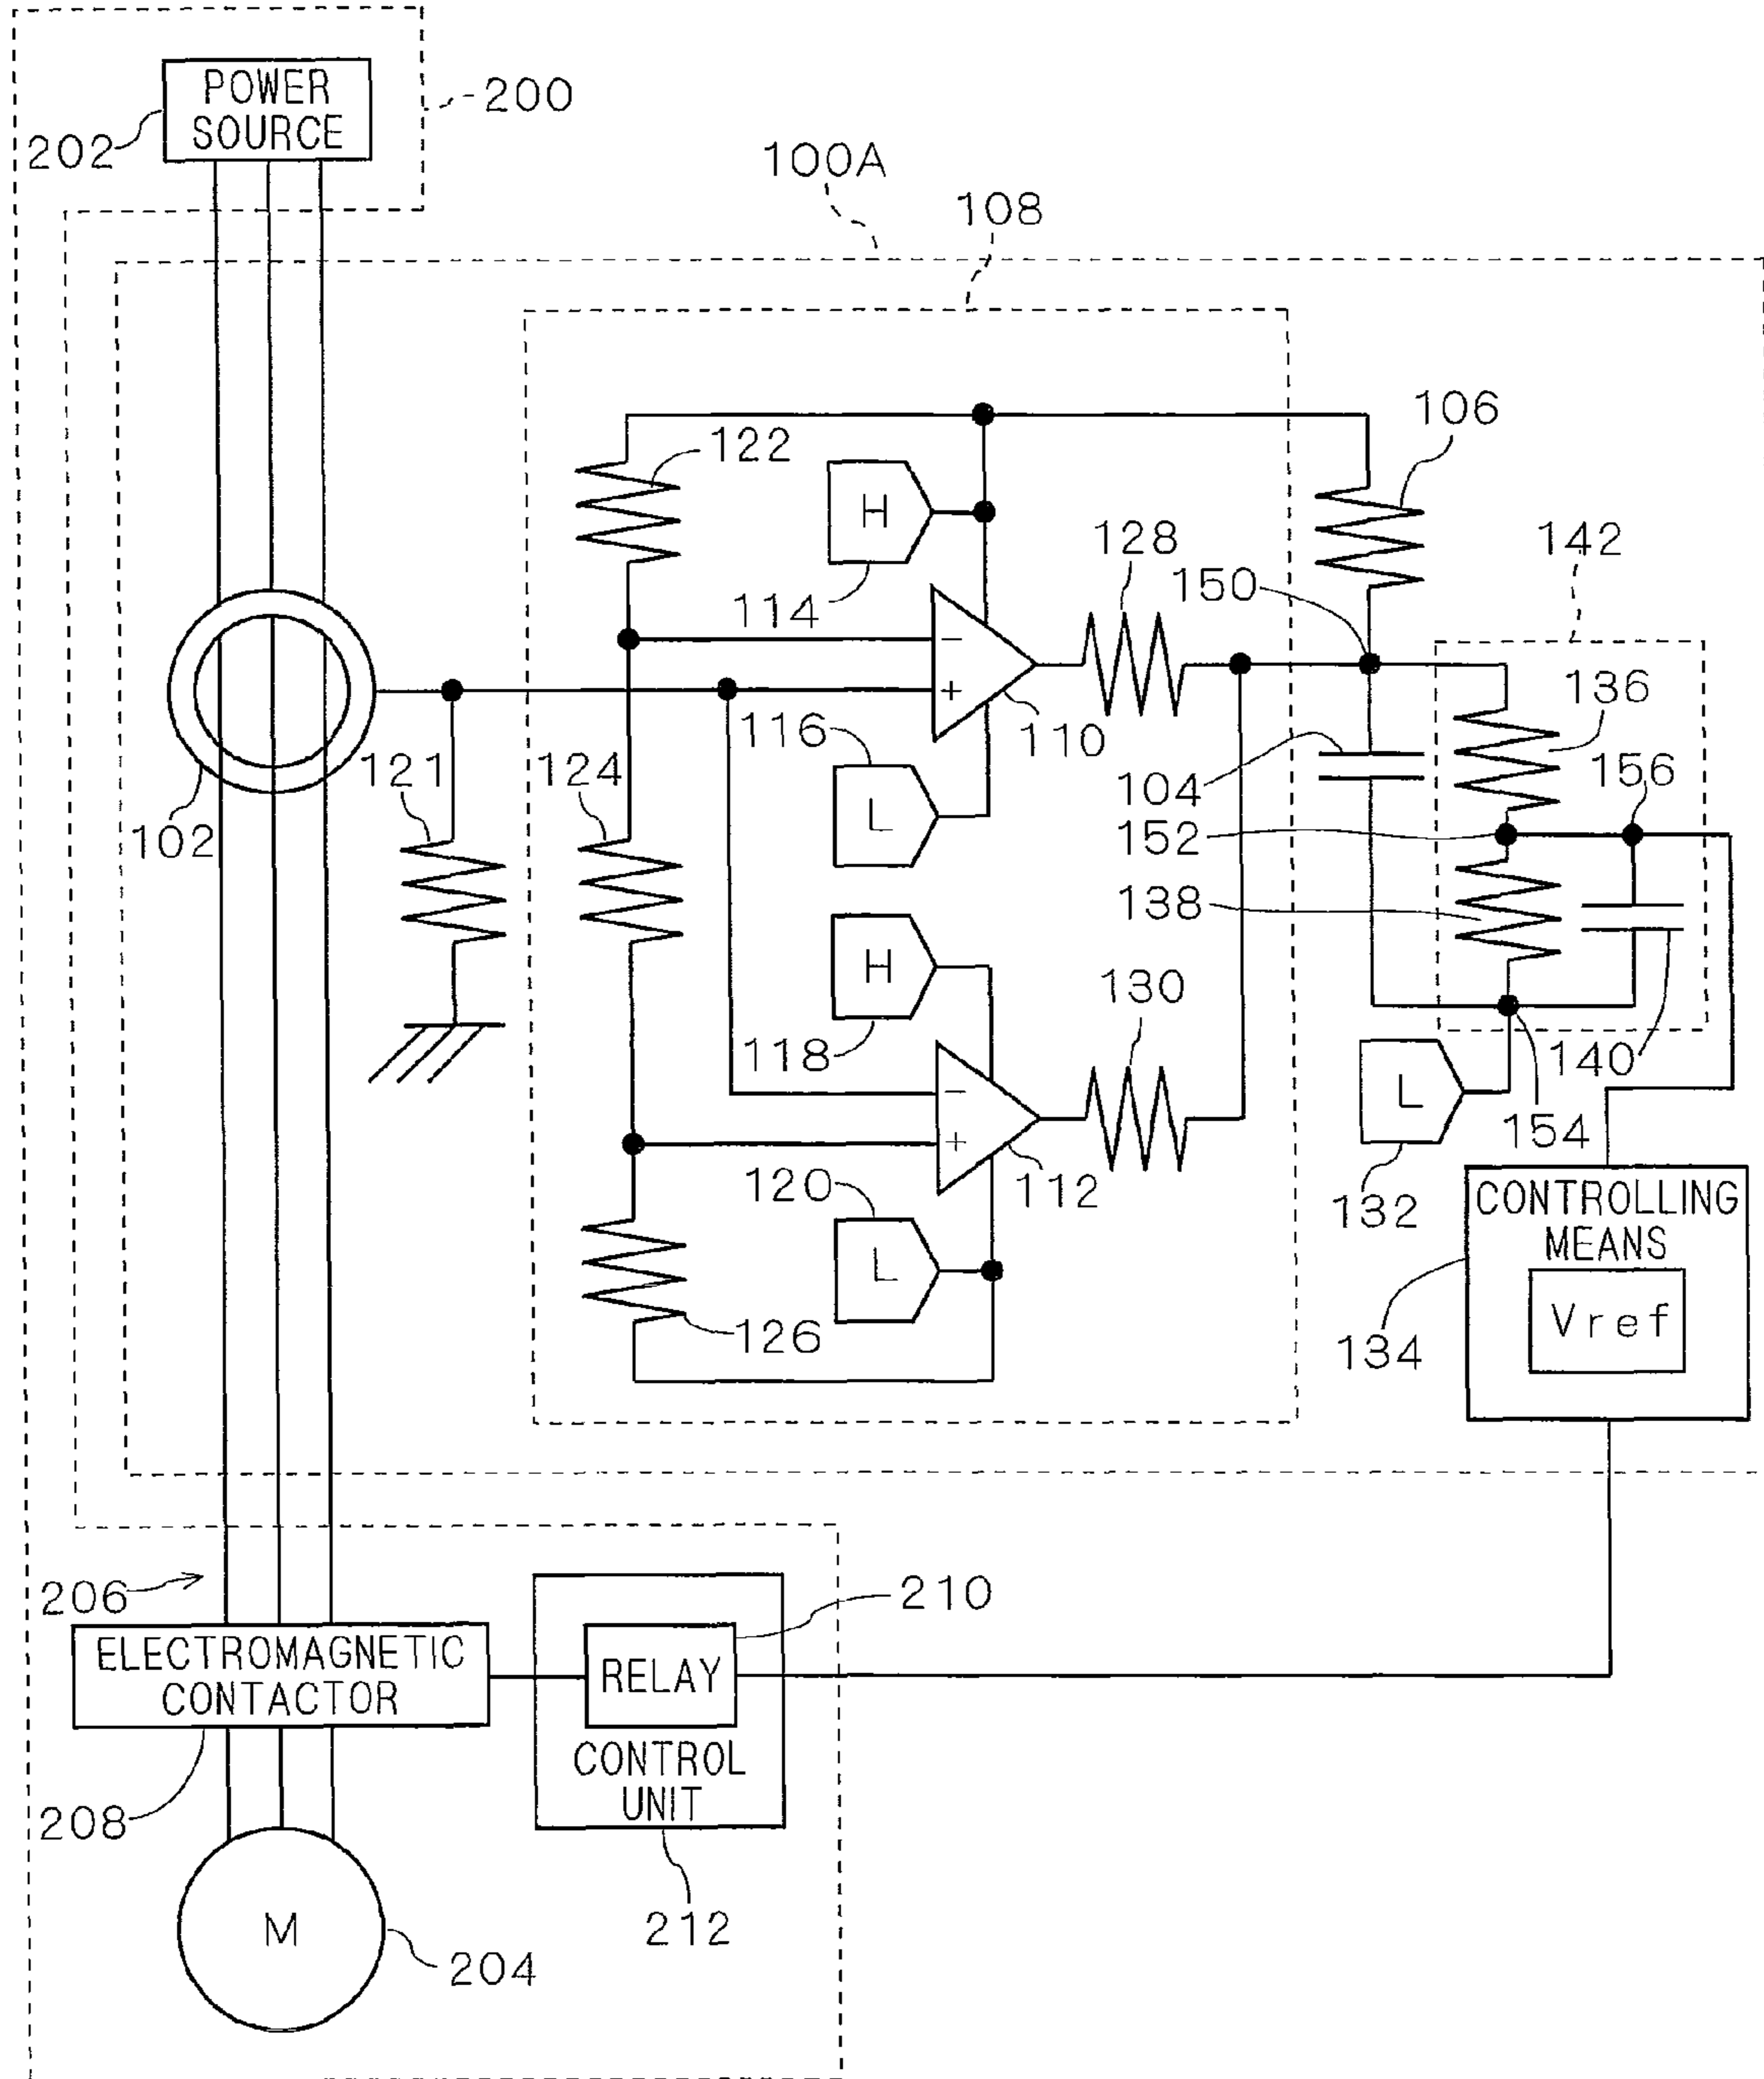 POWER
SOURCE
200
202
100A
108
106
122
H
128
142
150
114
−
+
136
116
110
121
124
156
104
L
102
152
138
H
130
118
140
−
L
154
+
120
112
132
CONTROLLING
MEANS
L
Vref
126
134
206
210
ELECTROMAGNETIC
CONTACTOR
RELAY
CONTROL
UNIT
208
212
M
204